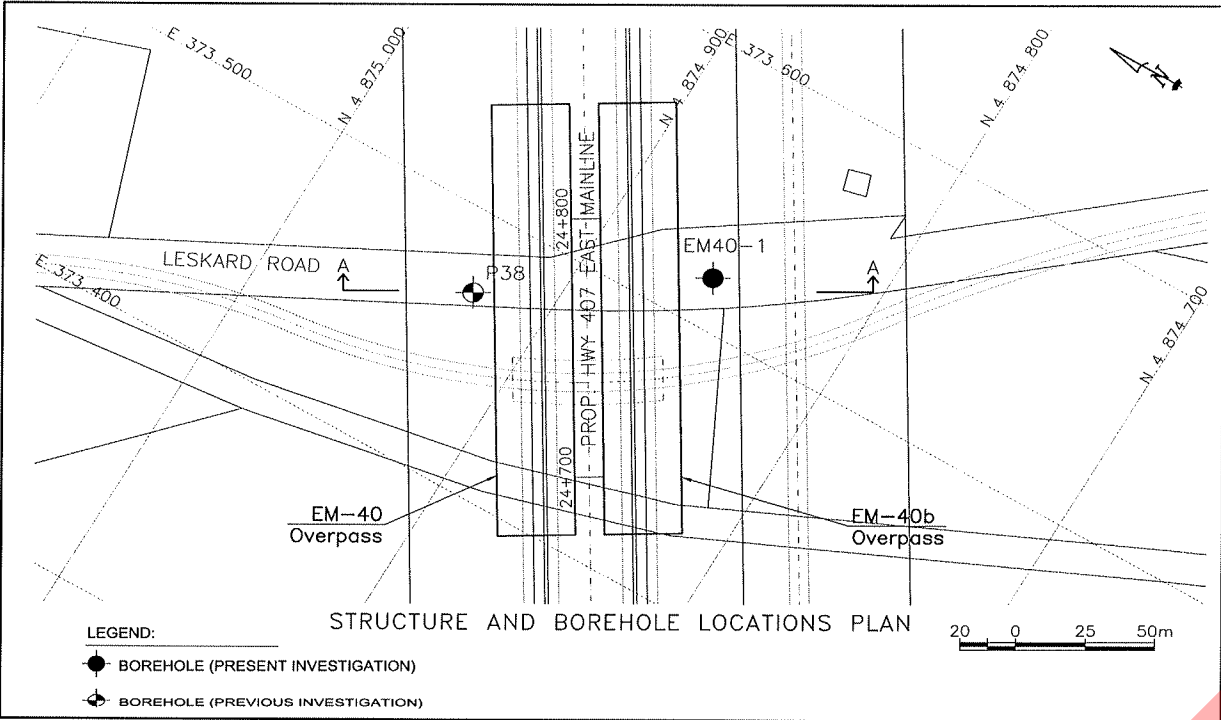 E 373 500
N 4 875 000
N 4 874 900
E 373 600
N 4 874 800
N
24+800
PROP. HWY 407 EAST MAINLINE
EM40-1
LESKARD ROAD
A
P38
A
E 373 400
N 4 874 700
24+700
EM-40
Overpass
EM-40b
Overpass
STRUCTURE AND BOREHOLE LOCATIONS PLAN
20 0 25 50m
LEGEND:
BOREHOLE (PRESENT INVESTIGATION)
BOREHOLE (PREVIOUS INVESTIGATION)